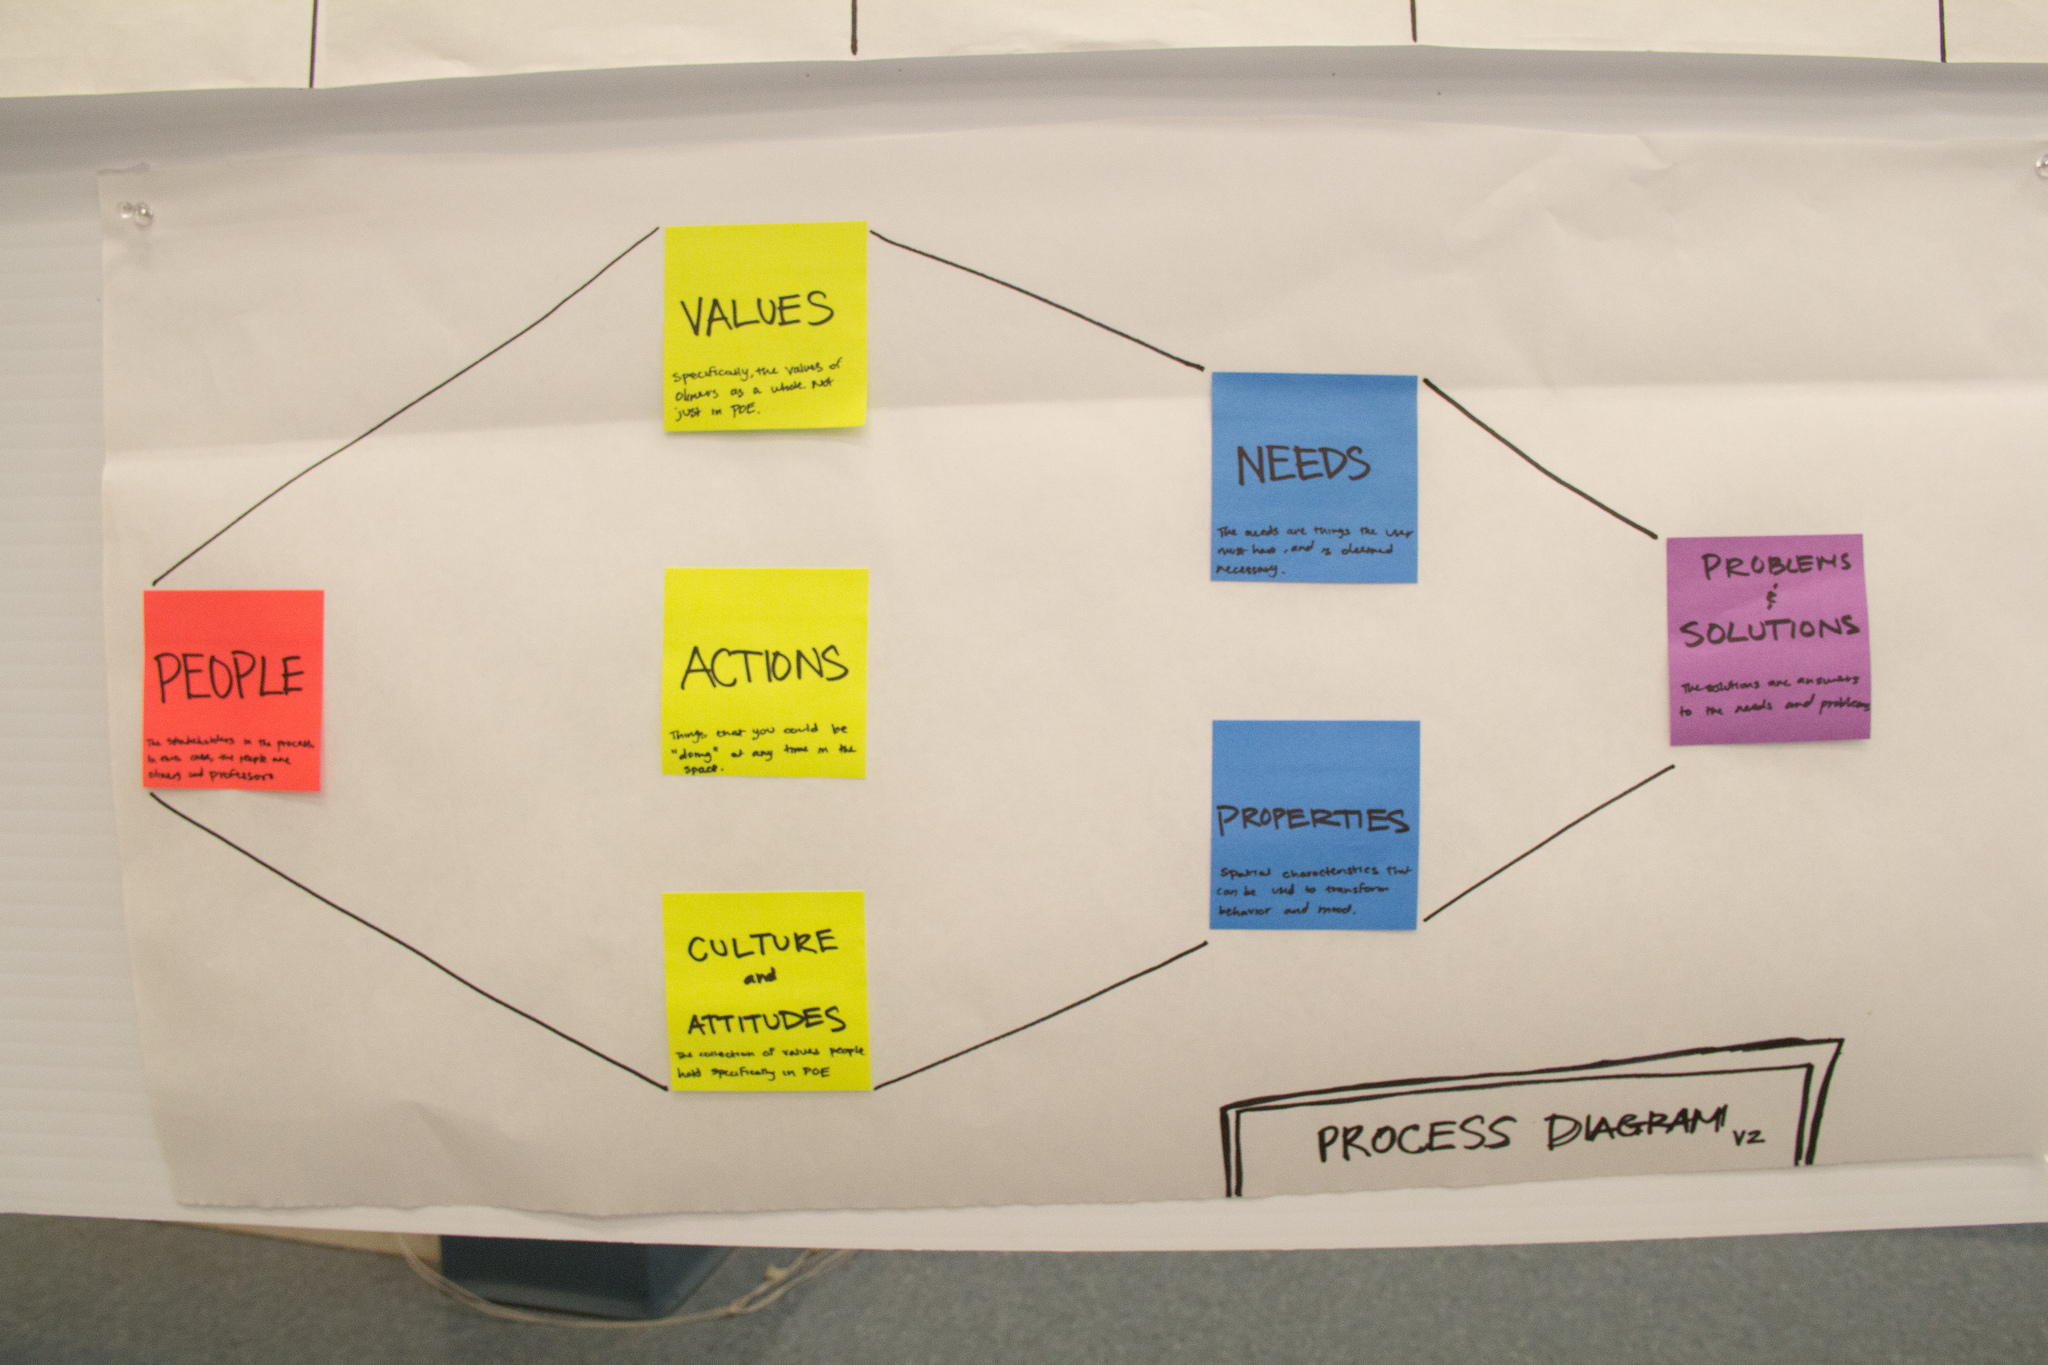 VALUES
Specifically, the values of
Oliners as a whole. Not
just in POE.
NEEDS
The needs are things the user
must have, and is deemed
necessary.
PEOPLE
The stakeholders in the process.
In our case, the people are
oliners and professors
ACTIONS
Things that you could be
"doing" at any time in the
space.
PROBLEMS
&
SOLUTIONS
The solutions are answers
to the needs and problems
PROPERTIES
Spatial characteristics that
can be used to transform
behavior and mood.
CULTURE
and
ATTITUDES
The collection of values people
hold specifically in POE
PROCESS DIAGRAM V2